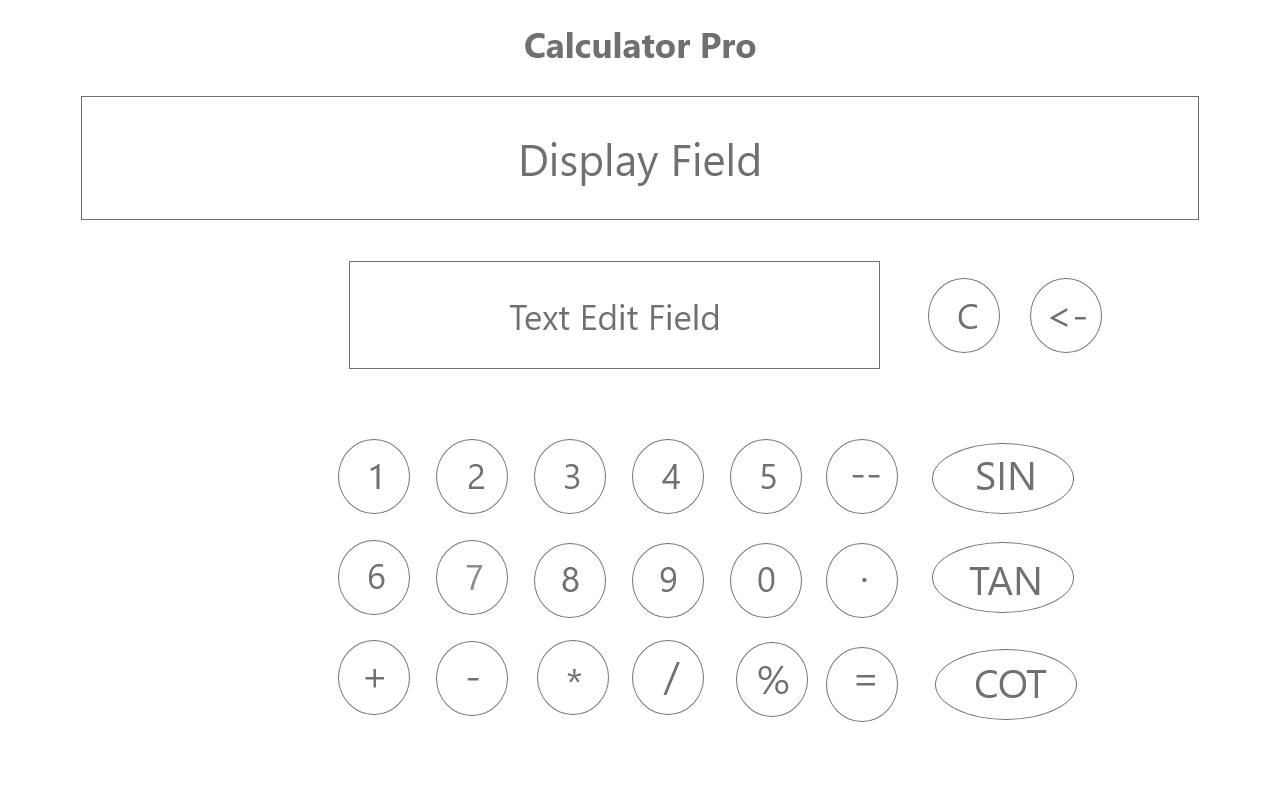 Calculator Pro
Display Field
Text Edit Field C <-
1 2 3 4 5 -- SIN
6 7 8 9 0 . TAN
+ - * / % = COT